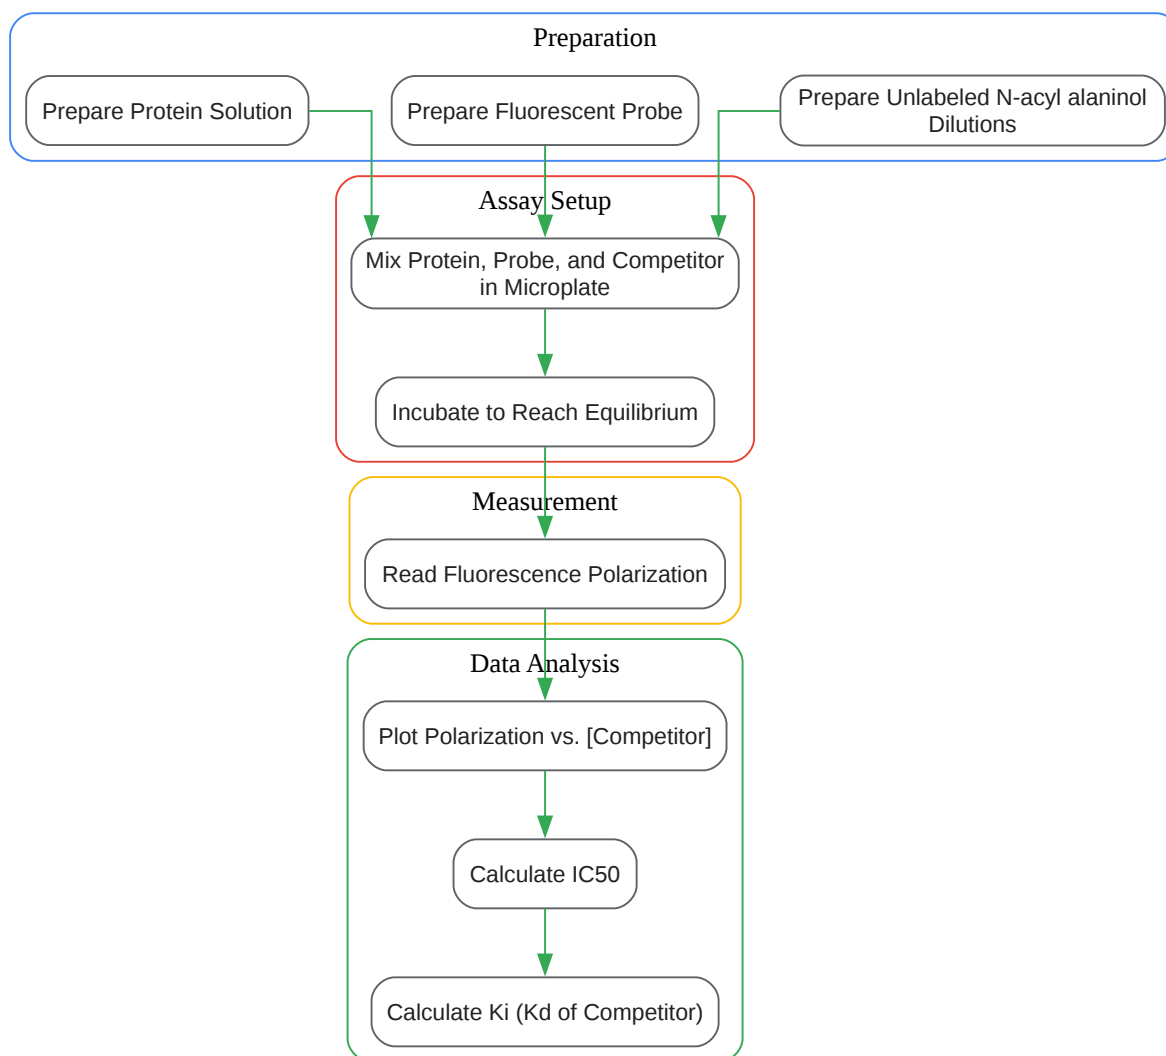 Preparation
Prepare Protein Solution
Prepare Fluorescent Probe
Prepare Unlabeled N-acyl alaninol
Dilutions
Assay Setup
Mix Protein, Probe, and Competitor
in Microplate
Incubate to Reach Equilibrium
Measurement
Read Fluorescence Polarization
Data Analysis
Plot Polarization vs. [Competitor]
Calculate IC50
Calculate Ki (Kd of Competitor)